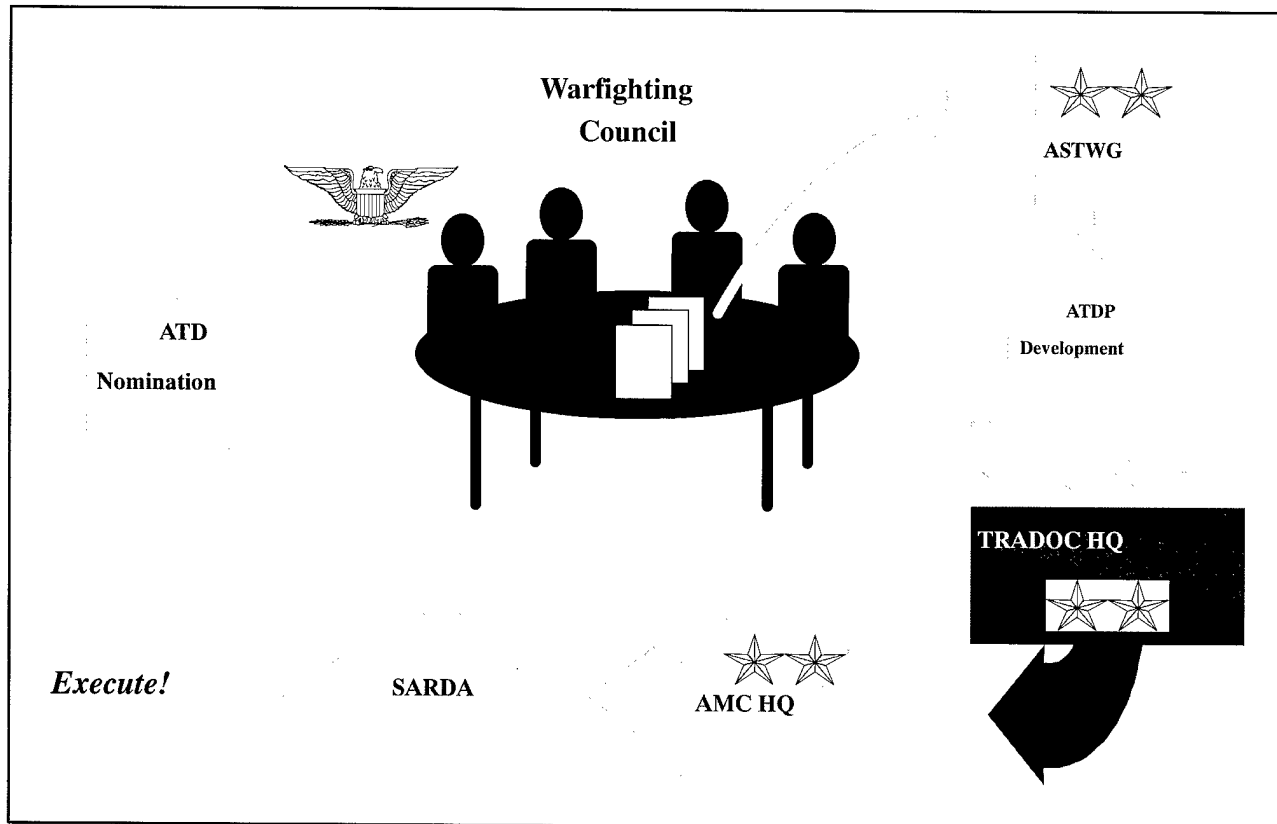 Warfighting
Council
ASTWG
ATD
Nomination
ATDP
Development
TRADOC HQ
Execute!
SARDA
AMC HQ